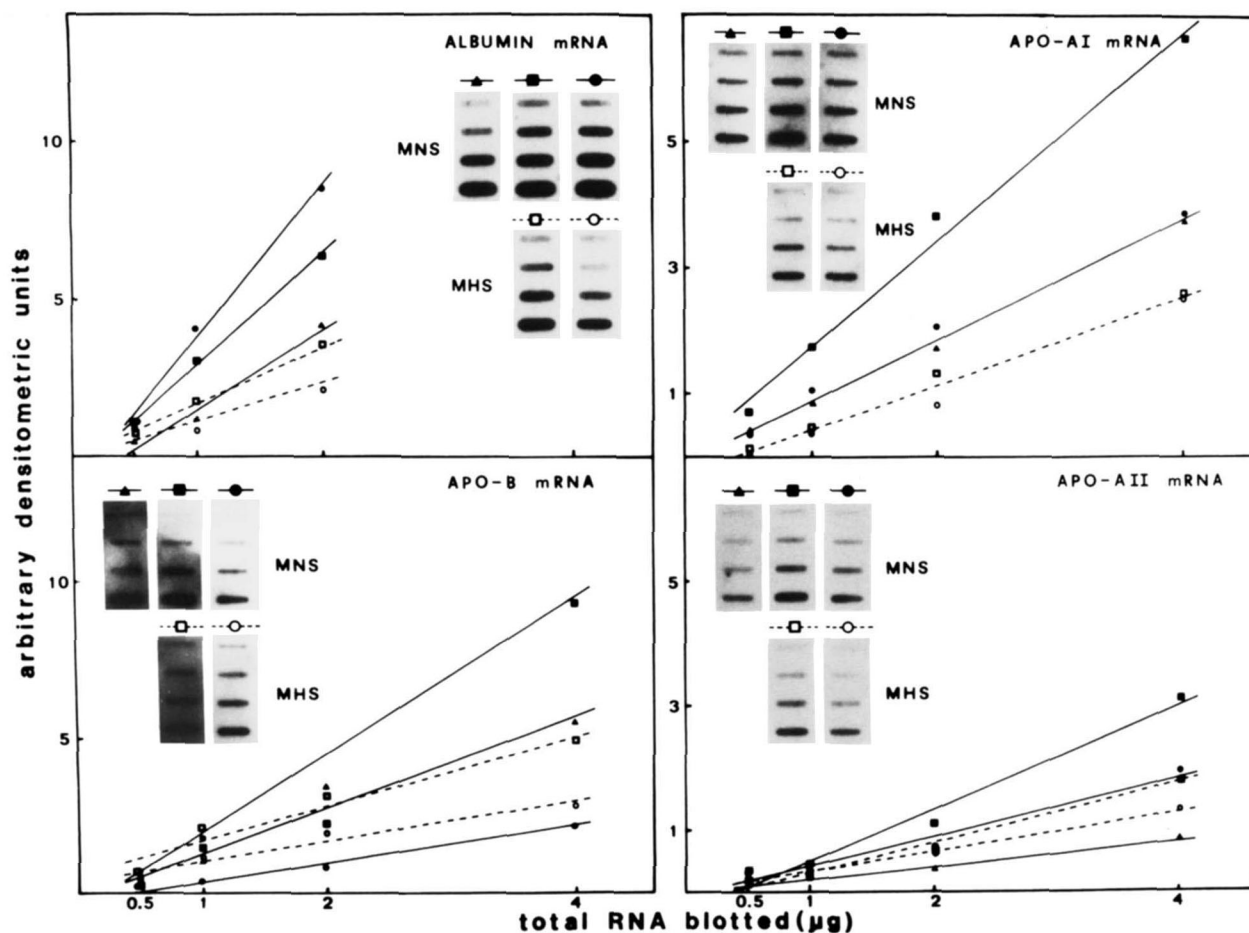 ALBUMIN mRNA
MNS
MHS
10
5
APO-AI mRNA
MNS
MHS
5
3
1
APO-B mRNA
MNS
MHS
10
5
0.5 1 2 4
APO-AII mRNA
MNS
MHS
5
3
1
0.5 1 2 4
arbitrary densitometric units
total RNA blotted(µg)